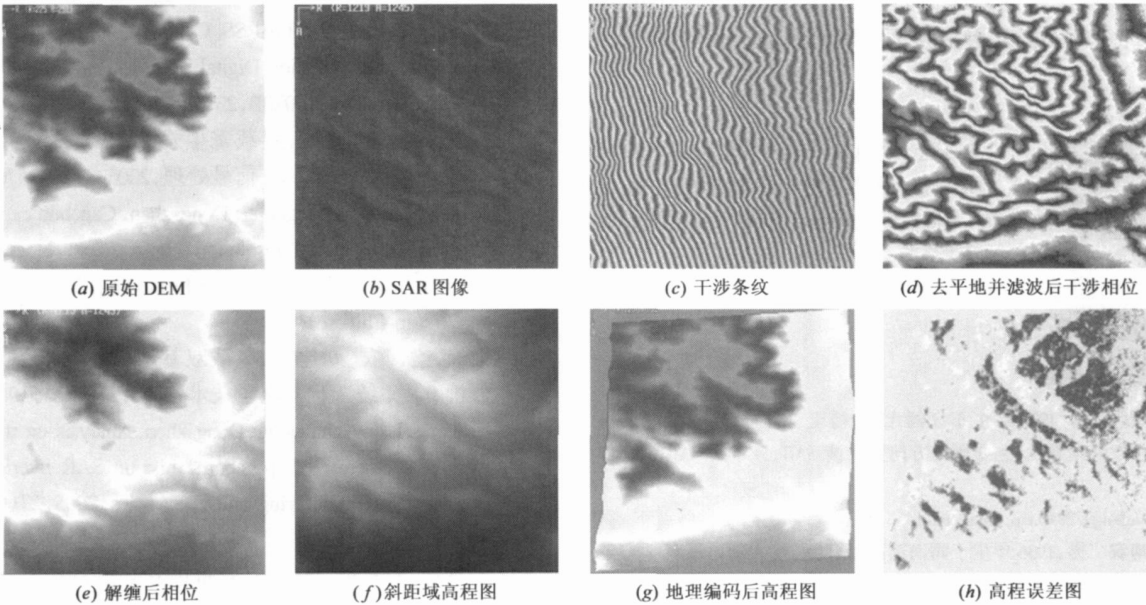 R (R=1219 A=1245)
A
(a) 原始 DEM
(b) SAR 图像
(c) 干涉条纹
(d) 去平地并滤波后干涉相位
(e) 解缠后相位
(f) 斜距域高程图
(g) 地理编码后高程图
(h) 高程误差图